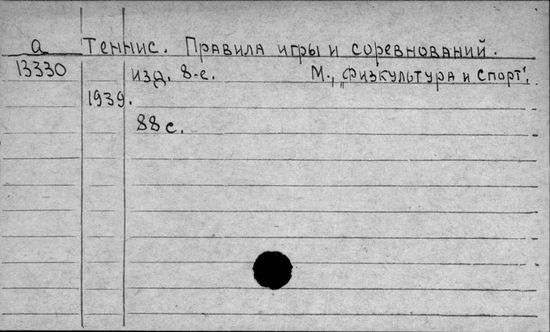 а Теннис. Правила игры и соревнований.
13330 изд. 8-е. М., „Физкультура и спорт",
1939.
88 с.